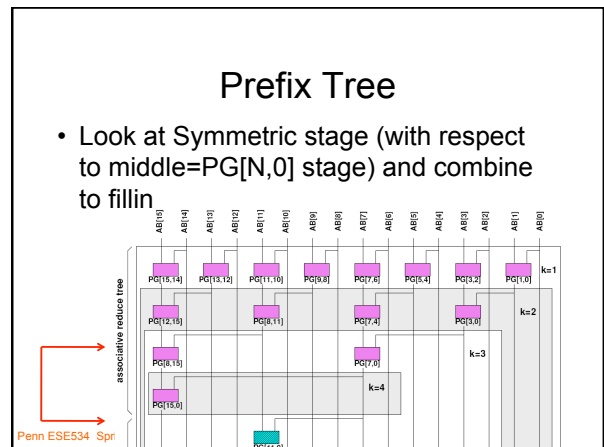 Prefix Tree
• Look at Symmetric stage (with respect
to middle=PG[N,0] stage) and combine
to fillin
AB[15] AB[14] AB[13] AB[12] AB[11] AB[10] AB[9] AB[8] AB[7] AB[6] AB[5] AB[4] AB[3] AB[2] AB[1] AB[0]
PG[15,14] PG[13,12] PG[11,10] PG[9,8] PG[7,6] PG[5,4] PG[3,2] PG[1,0] k=1
k=2
PG[12,15] PG[8,11] PG[7,4] PG[3,0]
associative reduce tree
k=3
PG[8,15] PG[7,0]
k=4
PG[15,0]
Penn ESE534 Spri